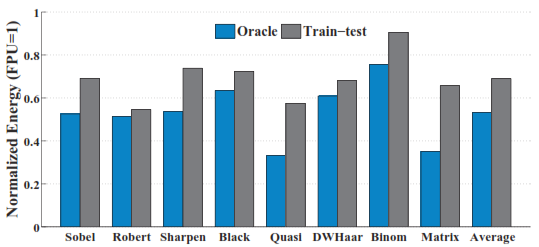 Normalized Energy (FPU=1)
1
0.8
0.6
0.4
0.2
0
Oracle Train-test
Sobel Robert Sharpen Black Quasl DWHaar Binom Matrix Average